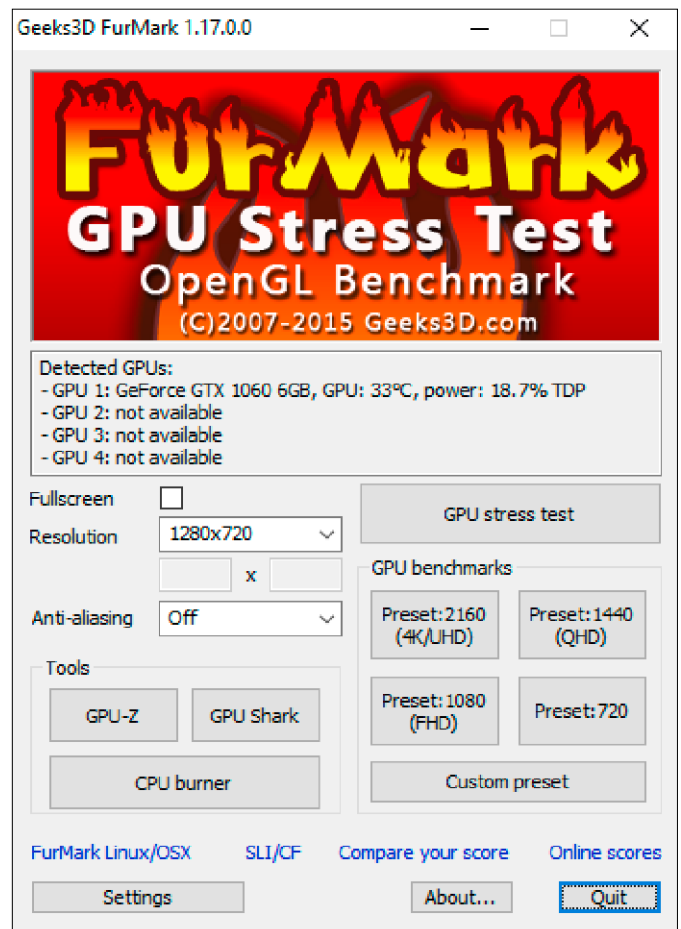 Geeks3D FurMark 1.17.0.0
FurMark
GPU Stress Test
OpenGL Benchmark
(C)2007-2015 Geeks3D.com
Detected GPUs:
- GPU 1: GeForce GTX 1060 6GB, GPU: 33ºC, power: 18.7% TDP
- GPU 2: not available
- GPU 3: not available
- GPU 4: not available
Fullscreen
Resolution
1280x720
x
Anti-aliasing
Off
GPU stress test
GPU benchmarks
Preset:2160
(4K/UHD)
Preset:1440
(QHD)
Preset:1080
(FHD)
Preset:720
Custom preset
Tools
GPU-Z
GPU Shark
CPU burner
FurMark Linux/OSX
SLI/CF
Compare your score
Online scores
Settings
About...
Quit